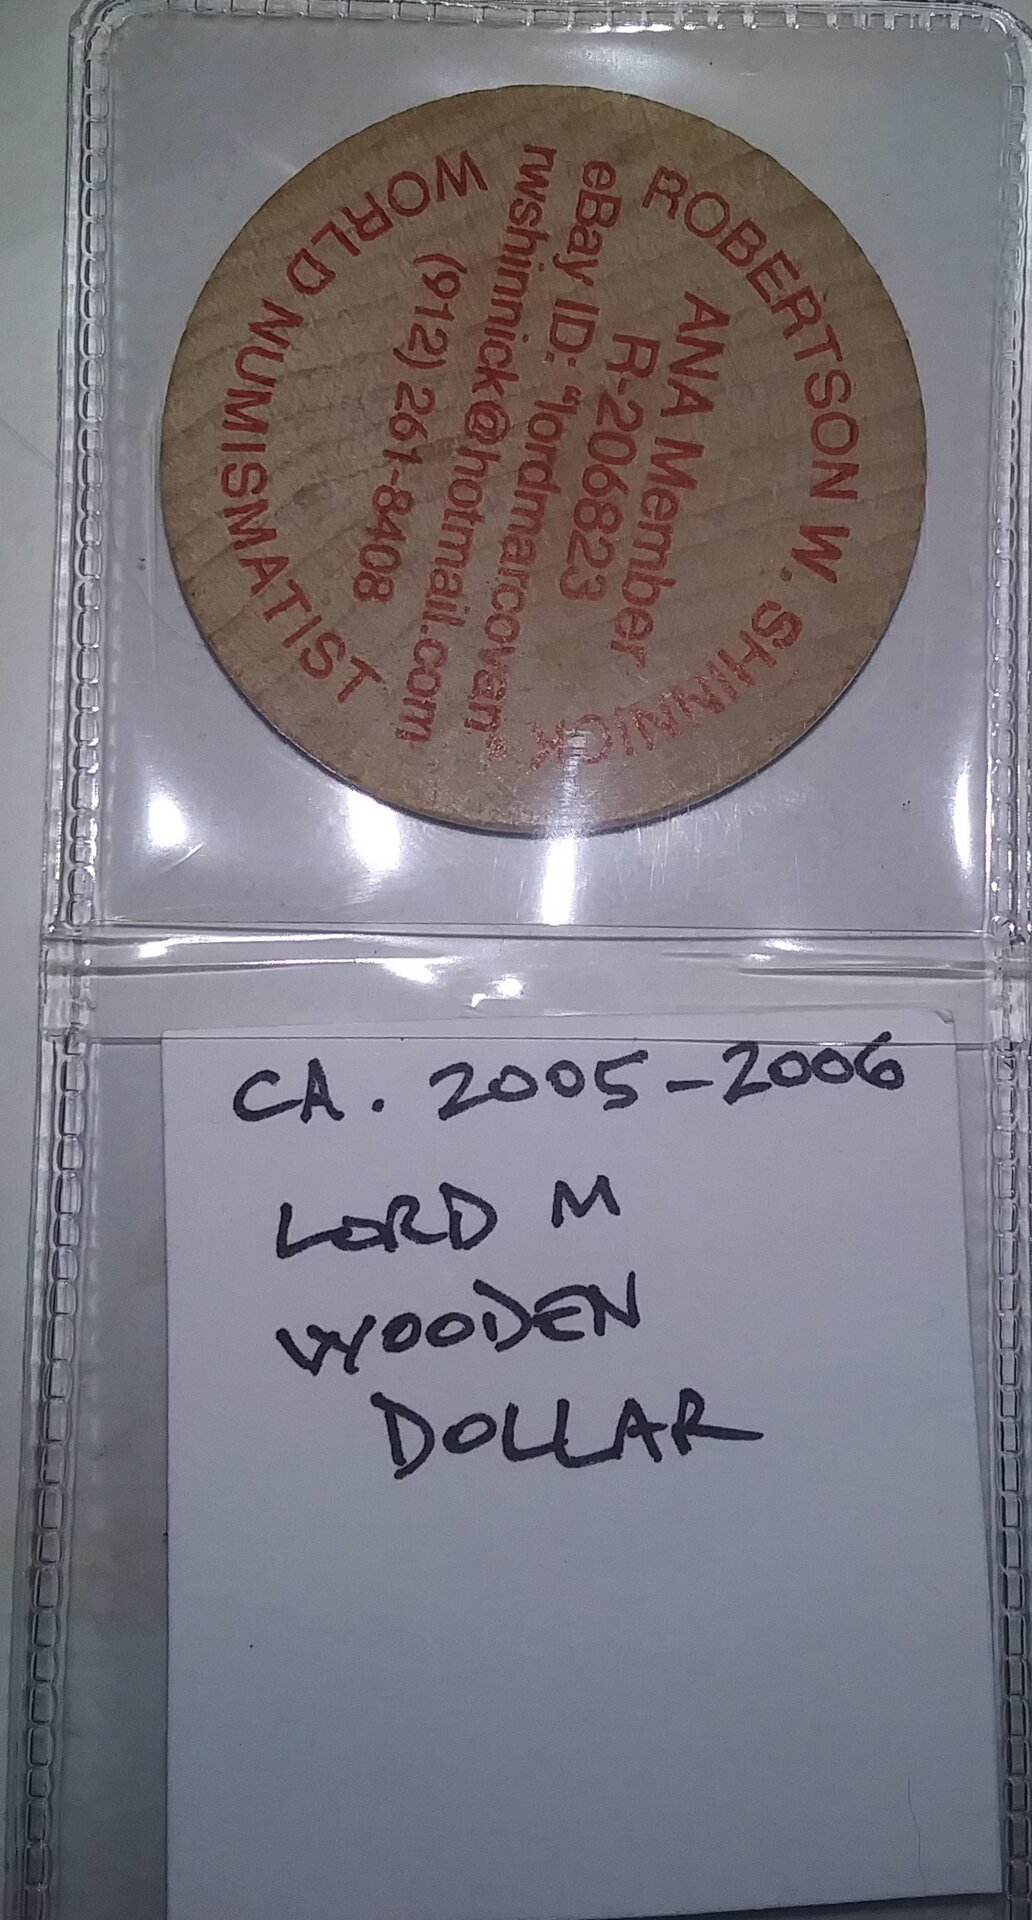 ROBERTSON W. SHINNICK
ANA Member
R-206823
eBay ID: "lordmarcovan"
rwshinnick@hotmail.com
(912) 261-8408
WORLD NUMISMATIST
CA. 2005-2006
LORD M
WOODEN
DOLLAR